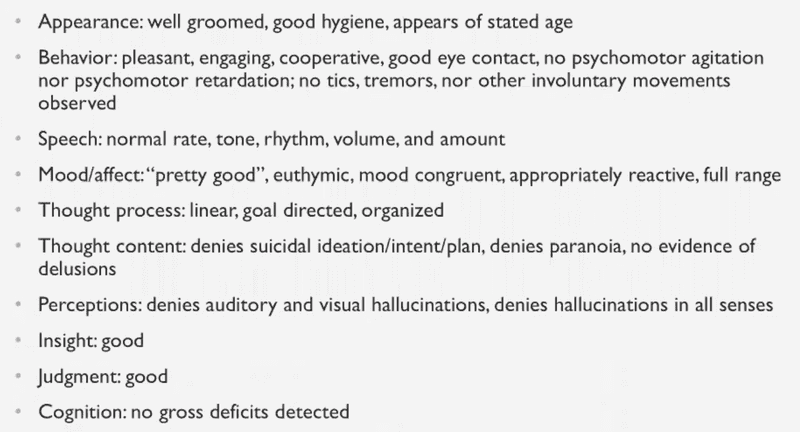 • Appearance: well groomed, good hygiene, appears of stated age
• Behavior: pleasant, engaging, cooperative, good eye contact, no psychomotor agitation
nor psychomotor retardation; no tics, tremors, nor other involuntary movements
observed
• Speech: normal rate, tone, rhythm, volume, and amount
• Mood/affect: “pretty good”, euthymic, mood congruent, appropriately reactive, full range
• Thought process: linear, goal directed, organized
• Thought content: denies suicidal ideation/intent/plan, denies paranoia, no evidence of
delusions
• Perceptions: denies auditory and visual hallucinations, denies hallucinations in all senses
• Insight: good
• Judgment: good
• Cognition: no gross deficits detected